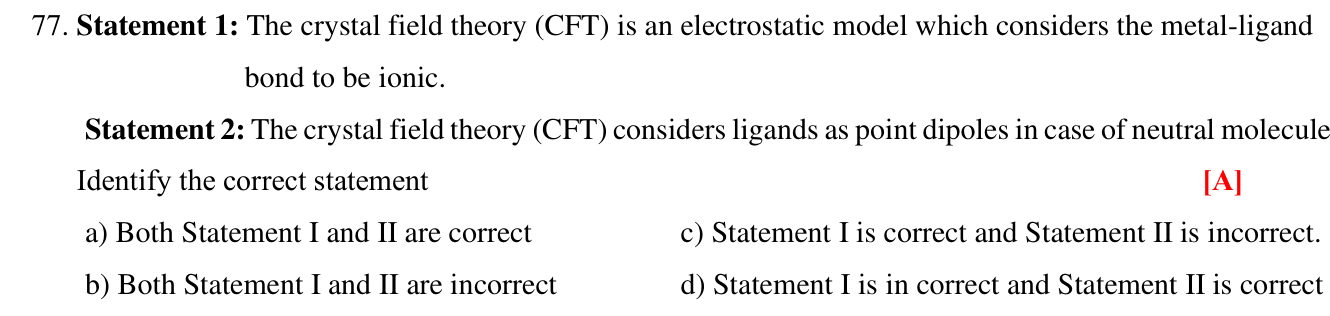 77. Statement 1: The crystal field theory (CFT) is an electrostatic model which considers the metal-ligand
bond to be ionic.
Statement 2: The crystal field theory (CFT) considers ligands as point dipoles in case of neutral molecule
Identify the correct statement [A]
a) Both Statement I and II are correct c) Statement I is correct and Statement II is incorrect.
b) Both Statement I and II are incorrect d) Statement I is in correct and Statement II is correct